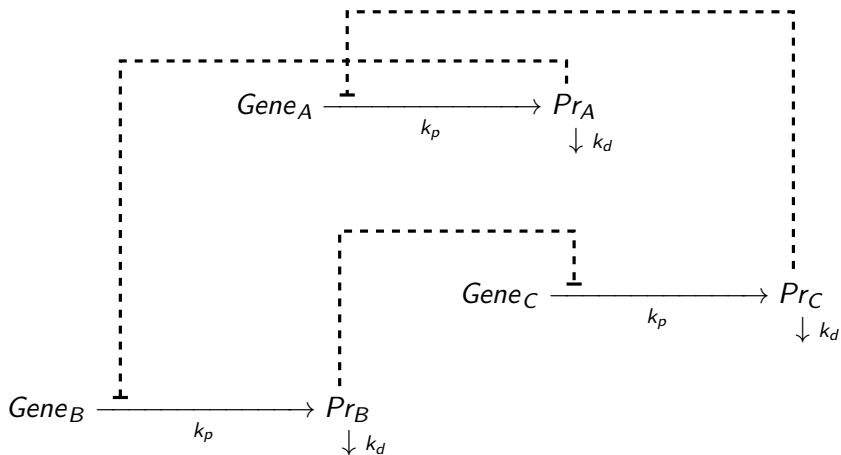 Gene_A k_p Pr_A
k_d
Gene_C k_p Pr_C
k_d
Gene_B k_p Pr_B
k_d